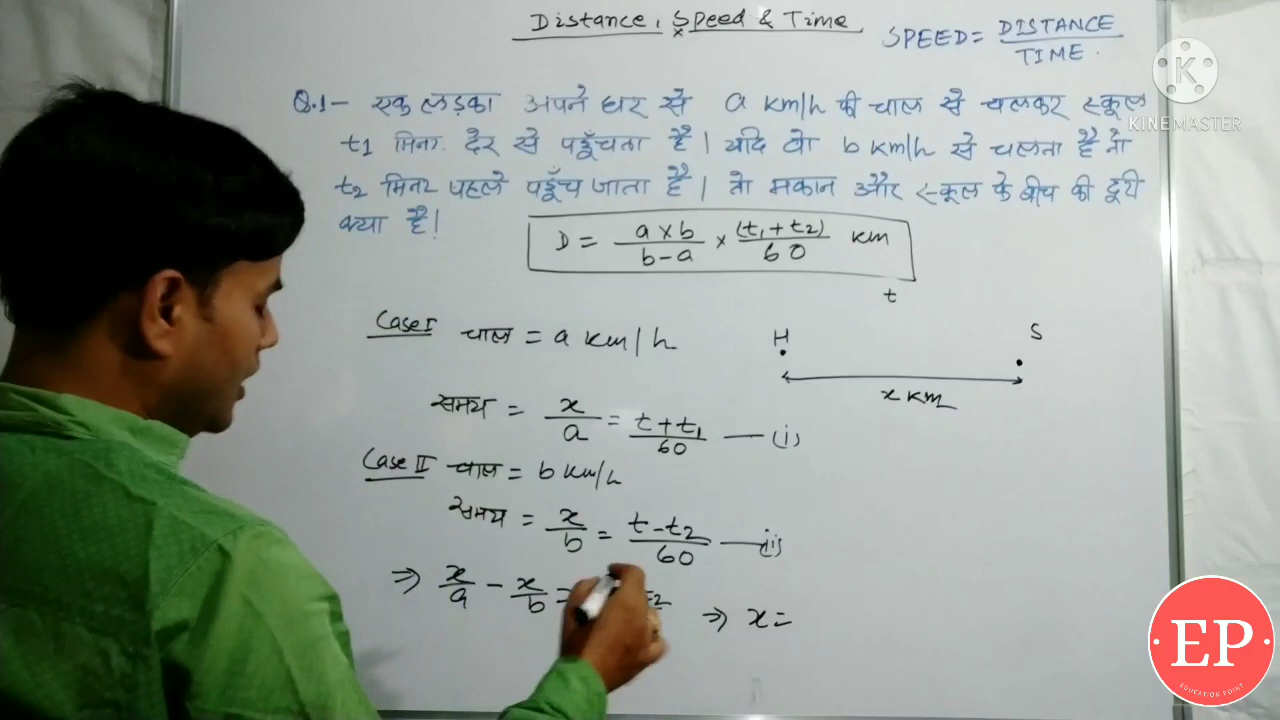 Distance, Speed & Time
SPEED = DISTANCE / TIME
KINEMASTER
Q.1- एक लड़का अपने घर से a km/h की चाल से चलकर स्कूल
t1 मिनट देर से पहुँचता है। यदि वो b km/h से चलता है तो
t2 मिनट पहले पहुँच जाता है। तो मकान और स्कूल के बीच की दूरी
क्या है!
D = a × b / b - a × (t1 + t2) / 60 km
t
Case I चाल = a km/h
H S
x km
समय = x / a = t + t1 / 60 — (i)
Case II चाल = b km/h
समय = x / b = t - t2 / 60 — (ii)
⇒ x / a - x / b = ⇒ x =
EP
EDUCATION POINT